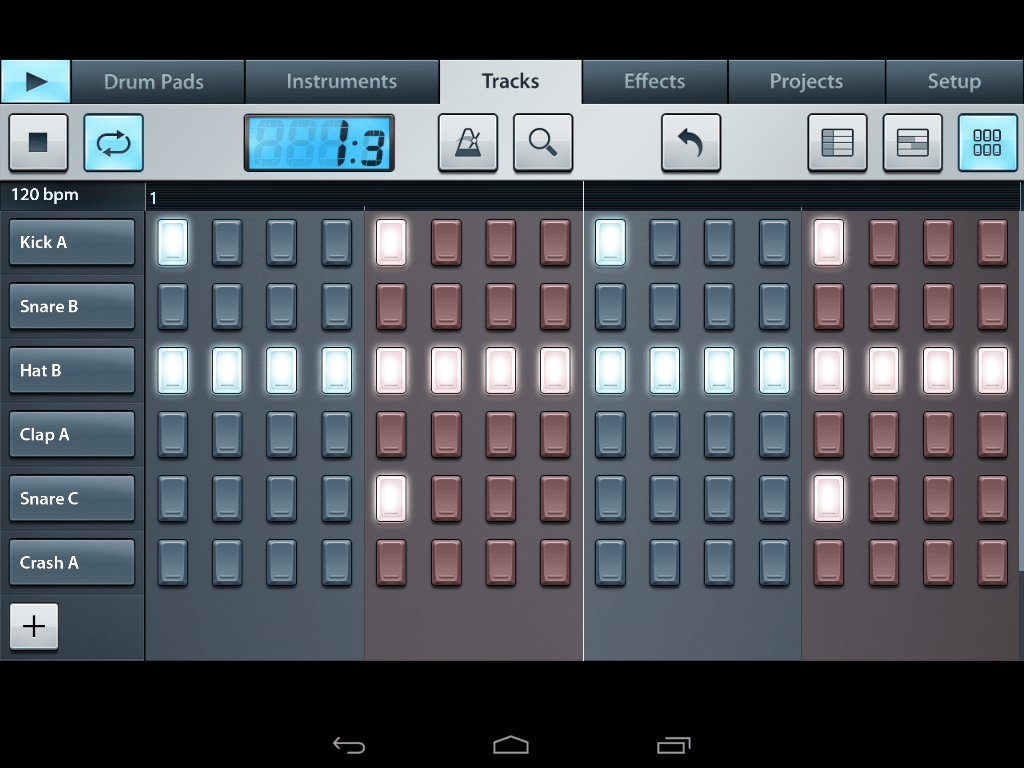 Drum Pads
Instruments
Tracks
Effects
Projects
Setup
1:3
120 bpm
1
Kick A
Snare B
Hat B
Clap A
Snare C
Crash A